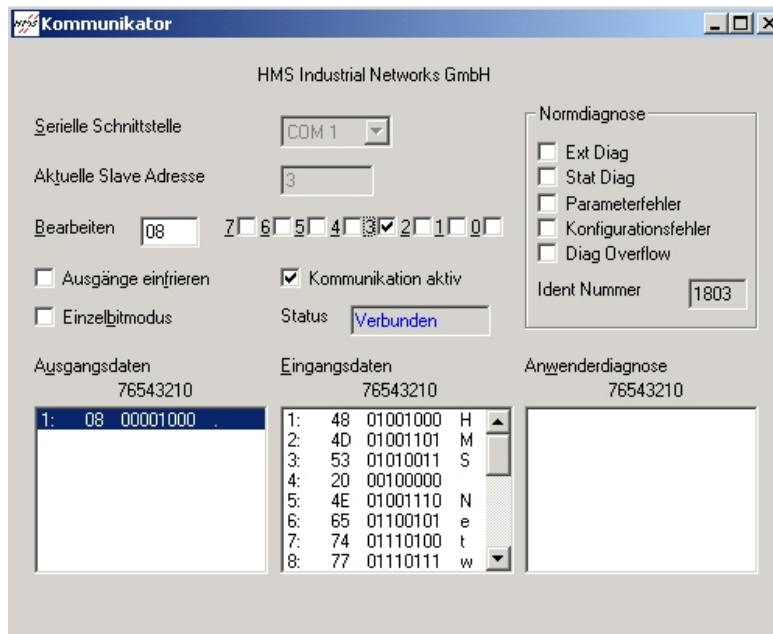 Kommunikator
HMS Industrial Networks GmbH
Serielle Schnittstelle COM 1
Aktuelle Slave Adresse 3
Bearbeiten 08 7 6 5 4 3 2 1 0
Ausgänge einfrieren Kommunikation aktiv
Einzelbitmodus Status Verbunden
Normdiagnose
Ext Diag
Stat Diag
Parameterfehler
Konfigurationsfehler
Diag Overflow
Ident Nummer 1803
Ausgangsdaten
76543210
1: 08 00001000 .
Eingangsdaten
76543210
1: 48 01001000 H
2: 4D 01001101 M
3: 53 01010011 S
4: 20 00100000
5: 4E 01001110 N
6: 65 01100101 e
7: 74 01110100 t
8: 77 01110111 w
Anwenderdiagnose
76543210